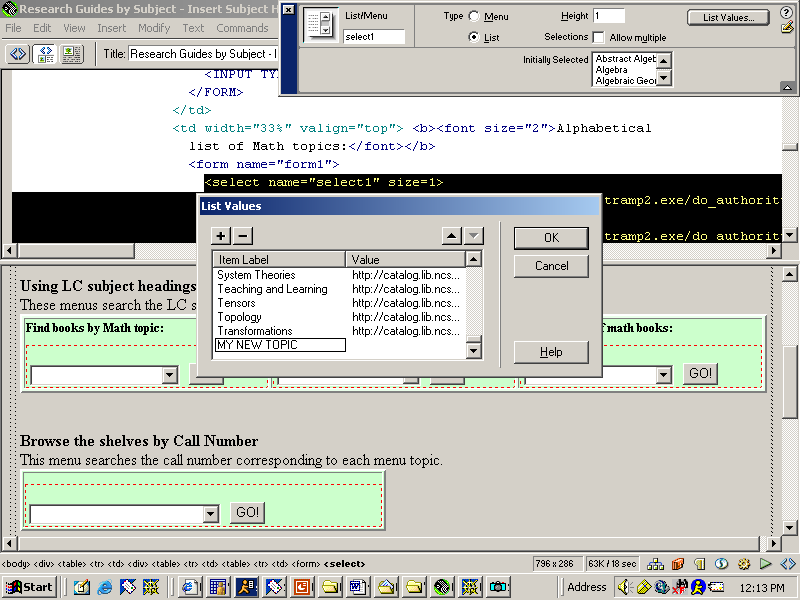 Research Guides by Subject - Insert Subject H
File Edit View Insert Modify Text Commands
Title: Research Guides by Subject - I
List/Menu
select1
Type Menu
List
Height 1
Selections Allow multiple
List Values...
Initially Selected
Abstract Algeb
Algebra
Algebraic Geo
<INPUT TYP
</FORM>
</td>
<td width="33%" valign="top"> <b><font size="2">Alphabetical
list of Math topics:</font></b>
<form name="form1">
<select name="select1" size=1>
tramp2.exe/do_authorit
tramp2.exe/do_authorit
List Values
OK
Cancel
Help
Item Label Value
System Theories http://catalog.lib.ncs...
Teaching and Learning http://catalog.lib.ncs...
Tensors http://catalog.lib.ncs...
Topology http://catalog.lib.ncs...
Transformations http://catalog.lib.ncs...
MY NEW TOPIC
Using LC subject headings
These menus search the LC s
Find books by Math topic:
f math books:
GO!
Browse the shelves by Call Number
This menu searches the call number corresponding to each menu topic.
GO!
<body> <div> <table> <tr> <td> <div> <table> <tr> <td> <table> <tr> <td> <form> <select>
796 x 286
63K / 18 sec
Start
Address
12:13 PM